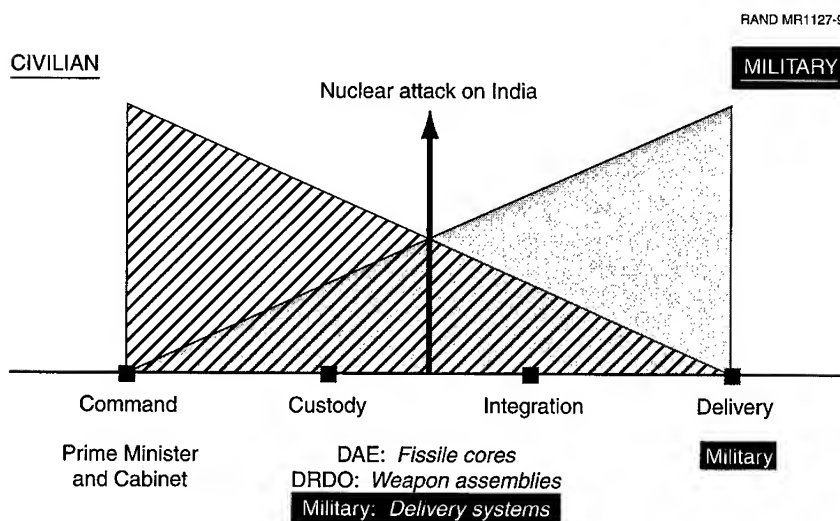 RAND MR1127-9
CIVILIAN
MILITARY
Nuclear attack on India
Command
Custody
Integration
Delivery
Prime Minister
and Cabinet
DAE: Fissile cores
DRDO: Weapon assemblies
Military: Delivery systems
Military